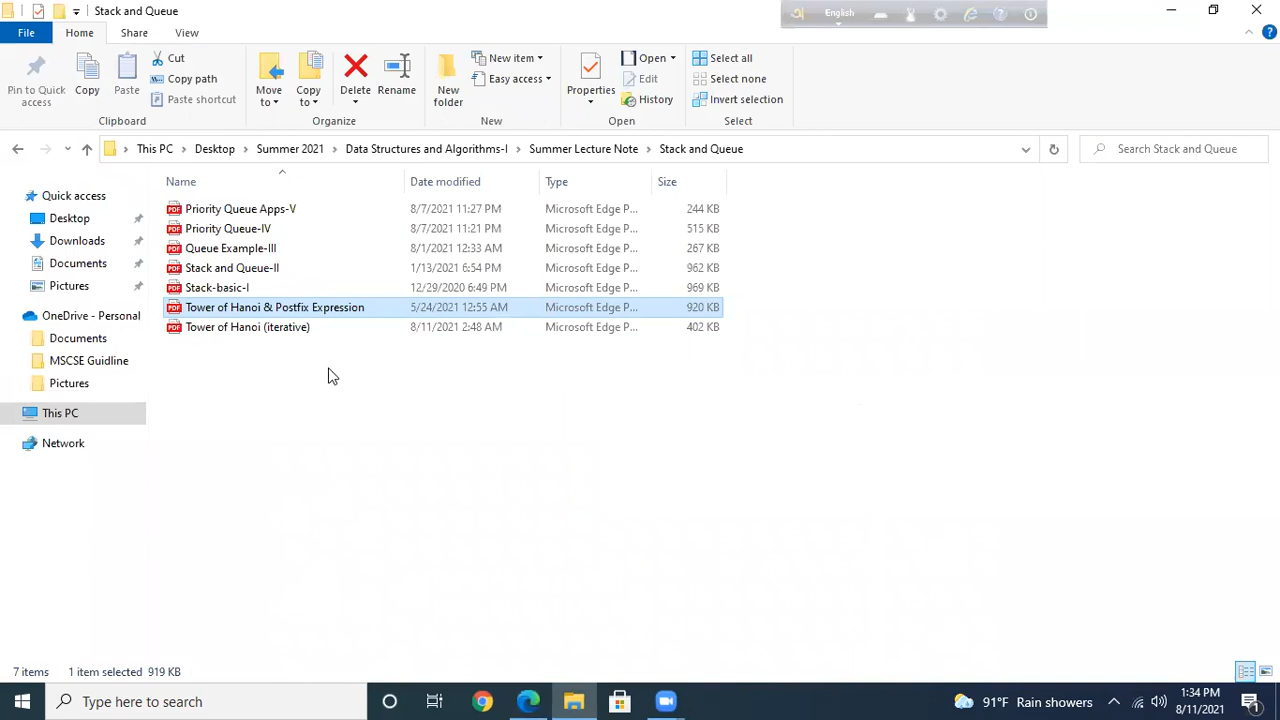 Stack and Queue
English
File
Home
Share
View
Pin to Quick access
Copy
Paste
Cut
Copy path
Paste shortcut
Move to
Copy to
Delete
Rename
New folder
New item
Easy access
Properties
Open
Edit
History
Select all
Select none
Invert selection
Clipboard
Organize
New
Open
Select
This PC > Desktop > Summer 2021 > Data Structures and Algorithms-I > Summer Lecture Note > Stack and Queue
Search Stack and Queue
Name Date modified Type Size
Priority Queue Apps-V 8/7/2021 11:27 PM Microsoft Edge P... 244 KB
Priority Queue-IV 8/7/2021 11:21 PM Microsoft Edge P... 515 KB
Queue Example-III 8/1/2021 12:33 AM Microsoft Edge P... 267 KB
Stack and Queue-II 1/13/2021 6:54 PM Microsoft Edge P... 962 KB
Stack-basic-I 12/29/2020 6:49 PM Microsoft Edge P... 969 KB
Tower of Hanoi & Postfix Expression 5/24/2021 12:55 AM Microsoft Edge P... 920 KB
Tower of Hanoi (iterative) 8/11/2021 2:48 AM Microsoft Edge P... 402 KB
Quick access
Desktop
Downloads
Documents
Pictures
OneDrive - Personal
Documents
MSCSE Guidline
Pictures
This PC
Network
7 items 1 item selected 919 KB
Type here to search
91°F Rain showers
1:34 PM
8/11/2021
1